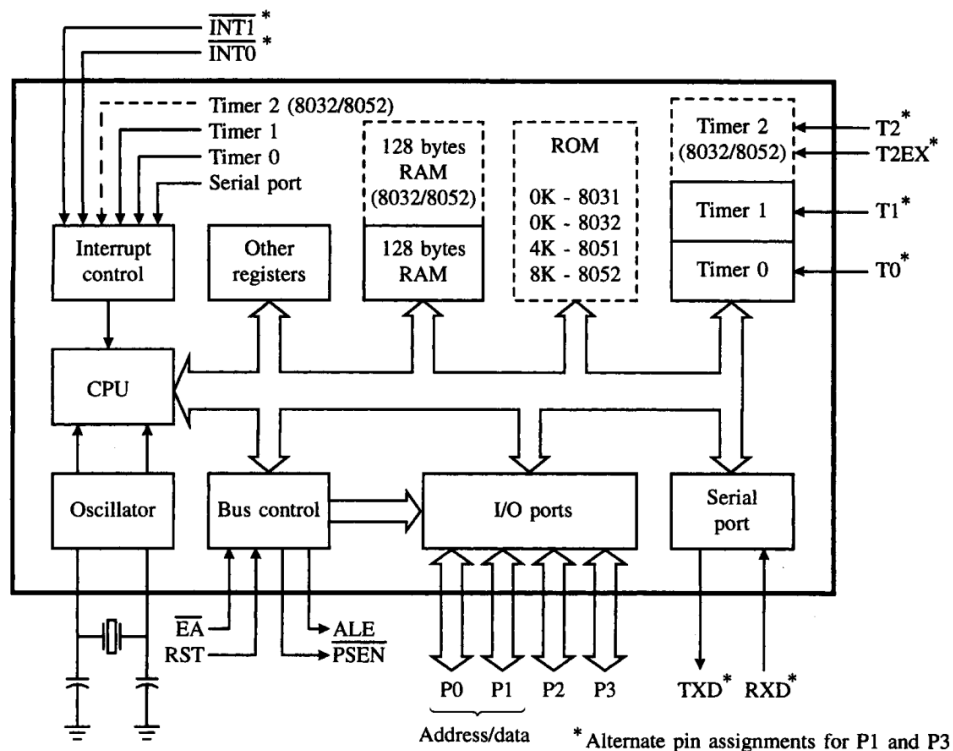 INT1*
INT0*
Timer 2 (8032/8052)
Timer 1
Timer 0
Serial port
128 bytes
RAM
(8032/8052)
128 bytes
RAM
ROM
0K - 8031
0K - 8032
4K - 8051
8K - 8052
Timer 2
(8032/8052)
Timer 1
Timer 0
T2*
T2EX*
T1*
T0*
Interrupt
control
Other
registers
CPU
Oscillator
Bus control
I/O ports
Serial
port
EA
RST
ALE
PSEN
P0 P1 P2 P3
Address/data
TXD* RXD*
*Alternate pin assignments for P1 and P3